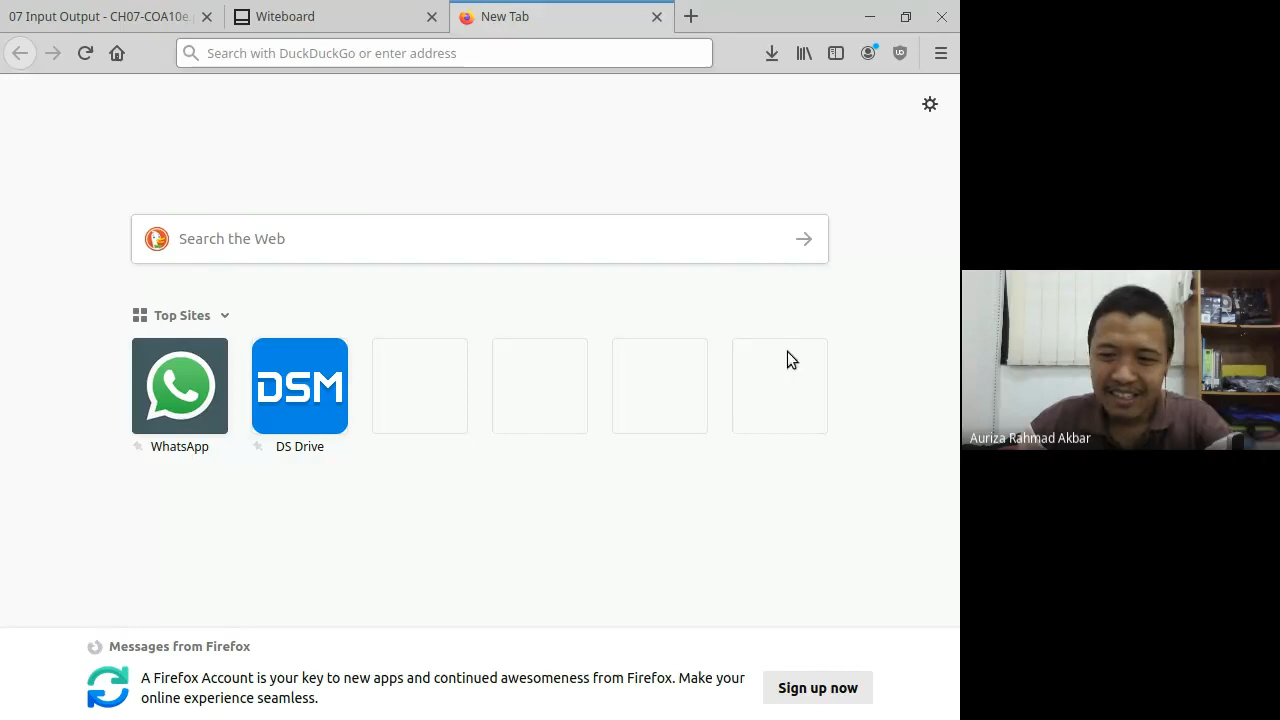 07 Input Output - CH07-COA10e.
Witeboard
New Tab
Search with DuckDuckGo or enter address
Search the Web
Top Sites
DSM
WhatsApp
DS Drive
Auriza Rahmad Akbar
Messages from Firefox
A Firefox Account is your key to new apps and continued awesomeness from Firefox. Make your
online experience seamless.
Sign up now